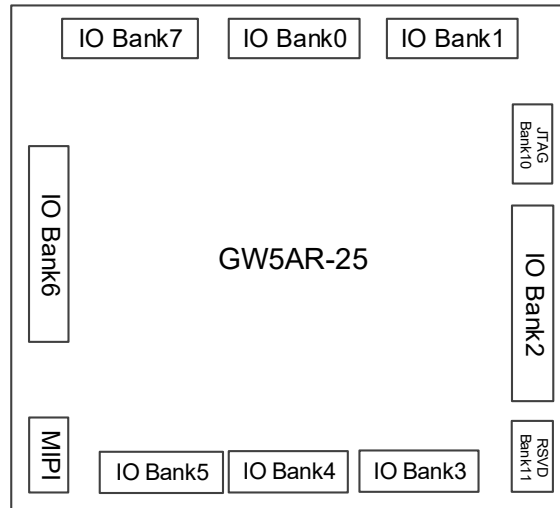 IO Bank7
IO Bank0
IO Bank1
JTAG
Bank10
IO Bank6
GW5AR-25
IO Bank2
MIPI
IO Bank5
IO Bank4
IO Bank3
RSVD
Bank11